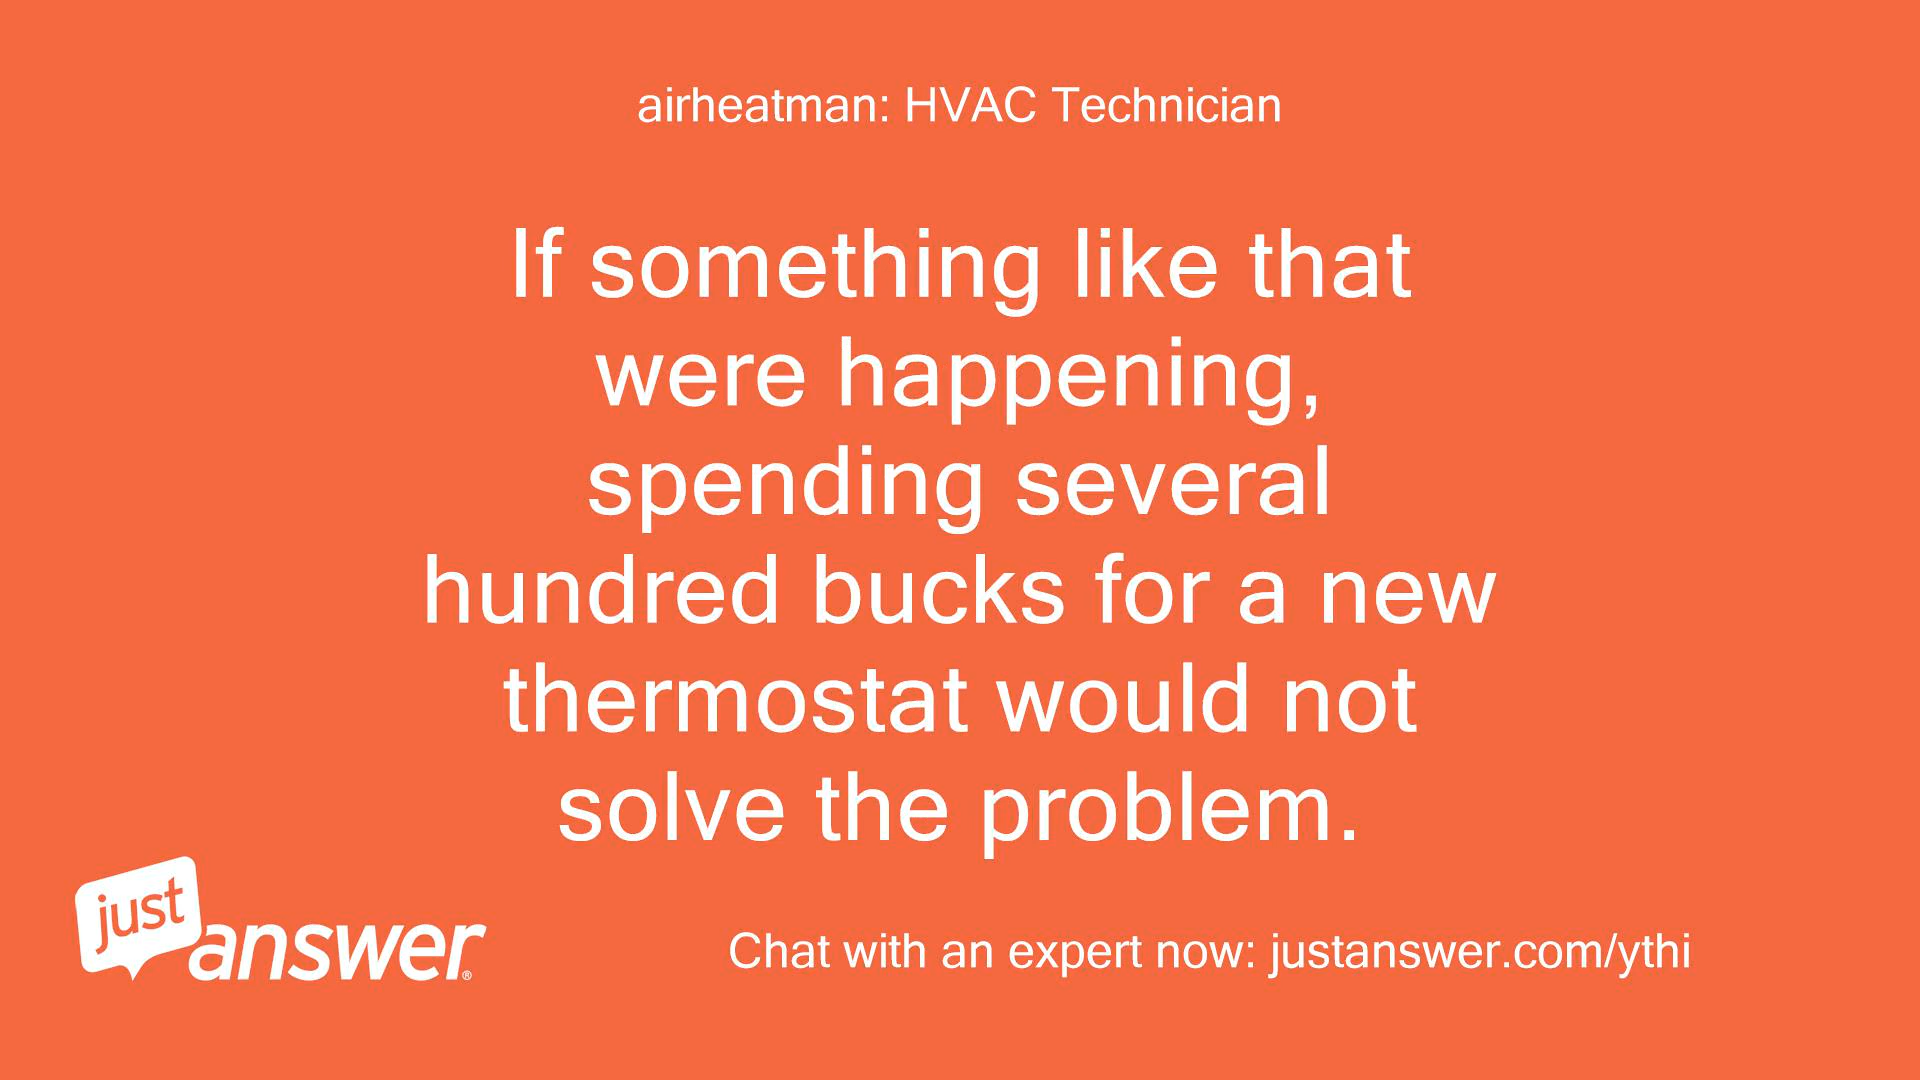 airheatman: HVAC Technician
If something like that
were happening,
spending several
hundred bucks for a new
thermostat would not
solve the problem.
just
answer®
Chat with an expert now: justanswer.com/ythi